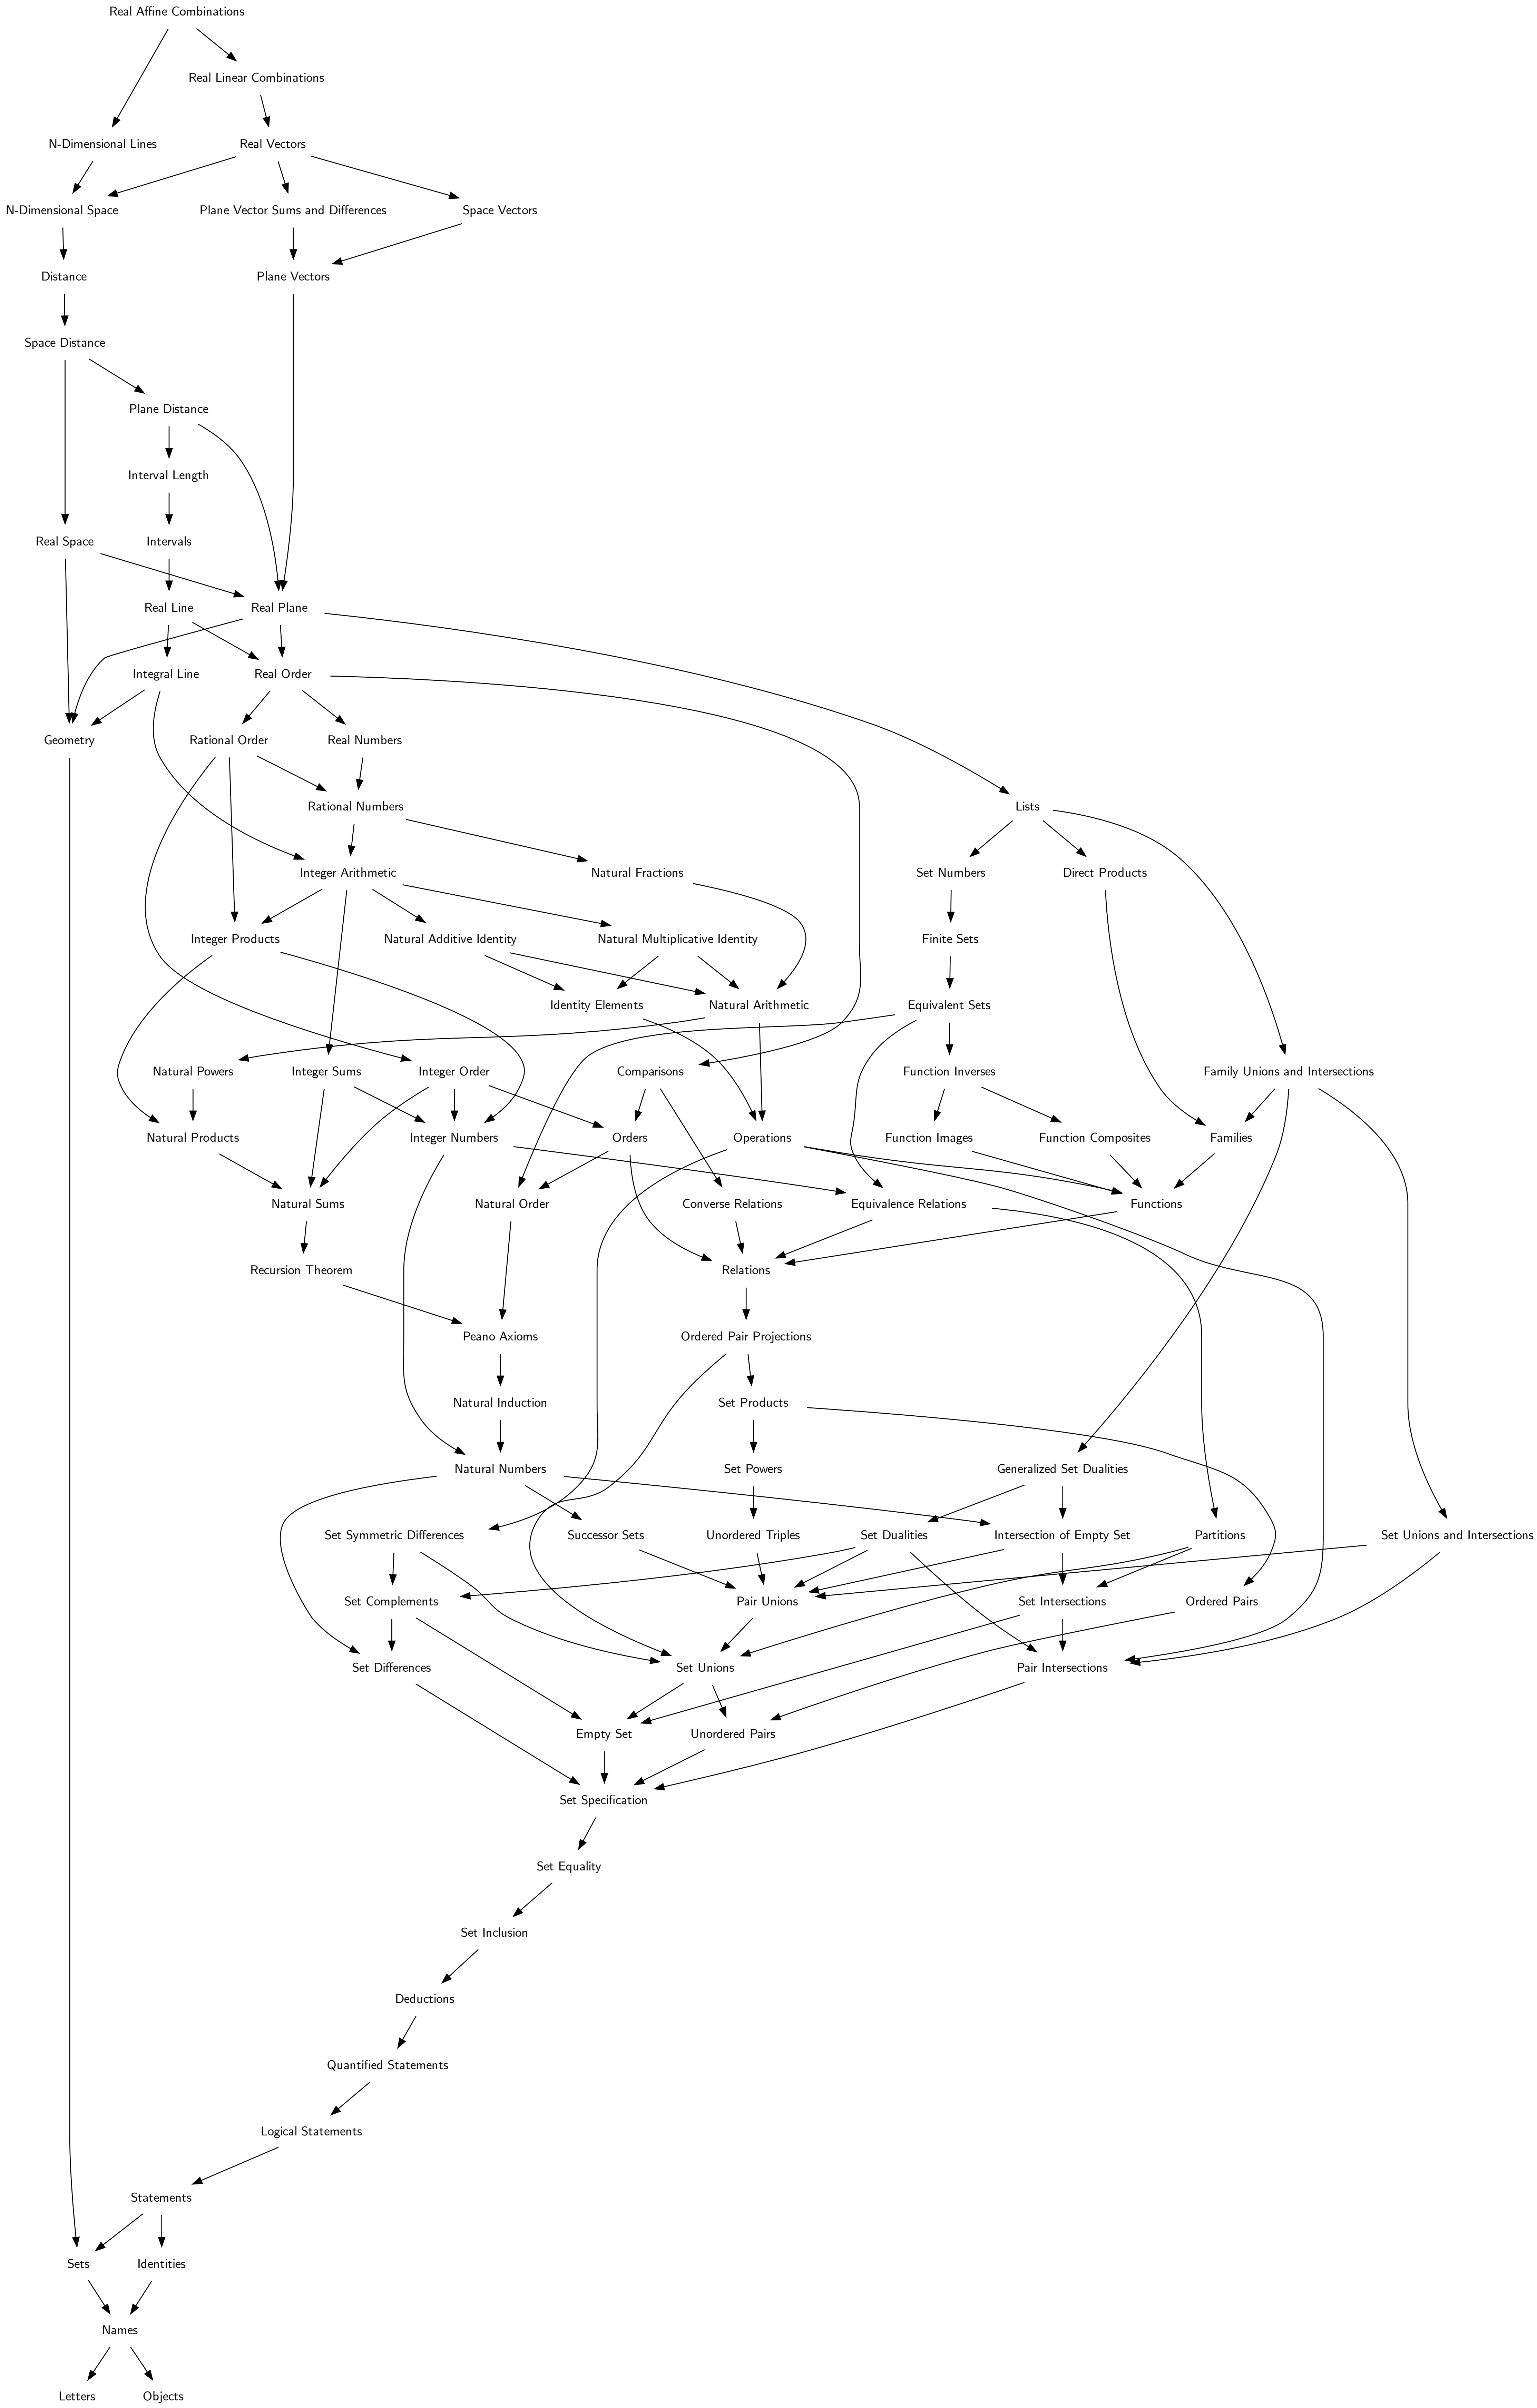 Real Affine Combinations
Real Linear Combinations
N-Dimensional Lines
Real Vectors
N-Dimensional Space
Plane Vector Sums and Differences
Space Vectors
Distance
Plane Vectors
Space Distance
Plane Distance
Interval Length
Real Space
Intervals
Real Line
Real Plane
Integral Line
Real Order
Geometry
Rational Order
Real Numbers
Rational Numbers
Lists
Integer Arithmetic
Natural Fractions
Set Numbers
Direct Products
Integer Products
Natural Additive Identity
Natural Multiplicative Identity
Finite Sets
Identity Elements
Natural Arithmetic
Equivalent Sets
Natural Powers
Integer Sums
Integer Order
Comparisons
Function Inverses
Family Unions and Intersections
Natural Products
Integer Numbers
Orders
Operations
Function Images
Function Composites
Families
Natural Sums
Natural Order
Converse Relations
Equivalence Relations
Functions
Recursion Theorem
Relations
Peano Axioms
Ordered Pair Projections
Natural Induction
Set Products
Natural Numbers
Set Powers
Generalized Set Dualities
Set Symmetric Differences
Successor Sets
Unordered Triples
Set Dualities
Intersection of Empty Set
Partitions
Set Unions and Intersections
Set Complements
Pair Unions
Set Intersections
Ordered Pairs
Set Differences
Set Unions
Pair Intersections
Empty Set
Unordered Pairs
Set Specification
Set Equality
Set Inclusion
Deductions
Quantified Statements
Logical Statements
Statements
Sets
Identities
Names
Letters
Objects